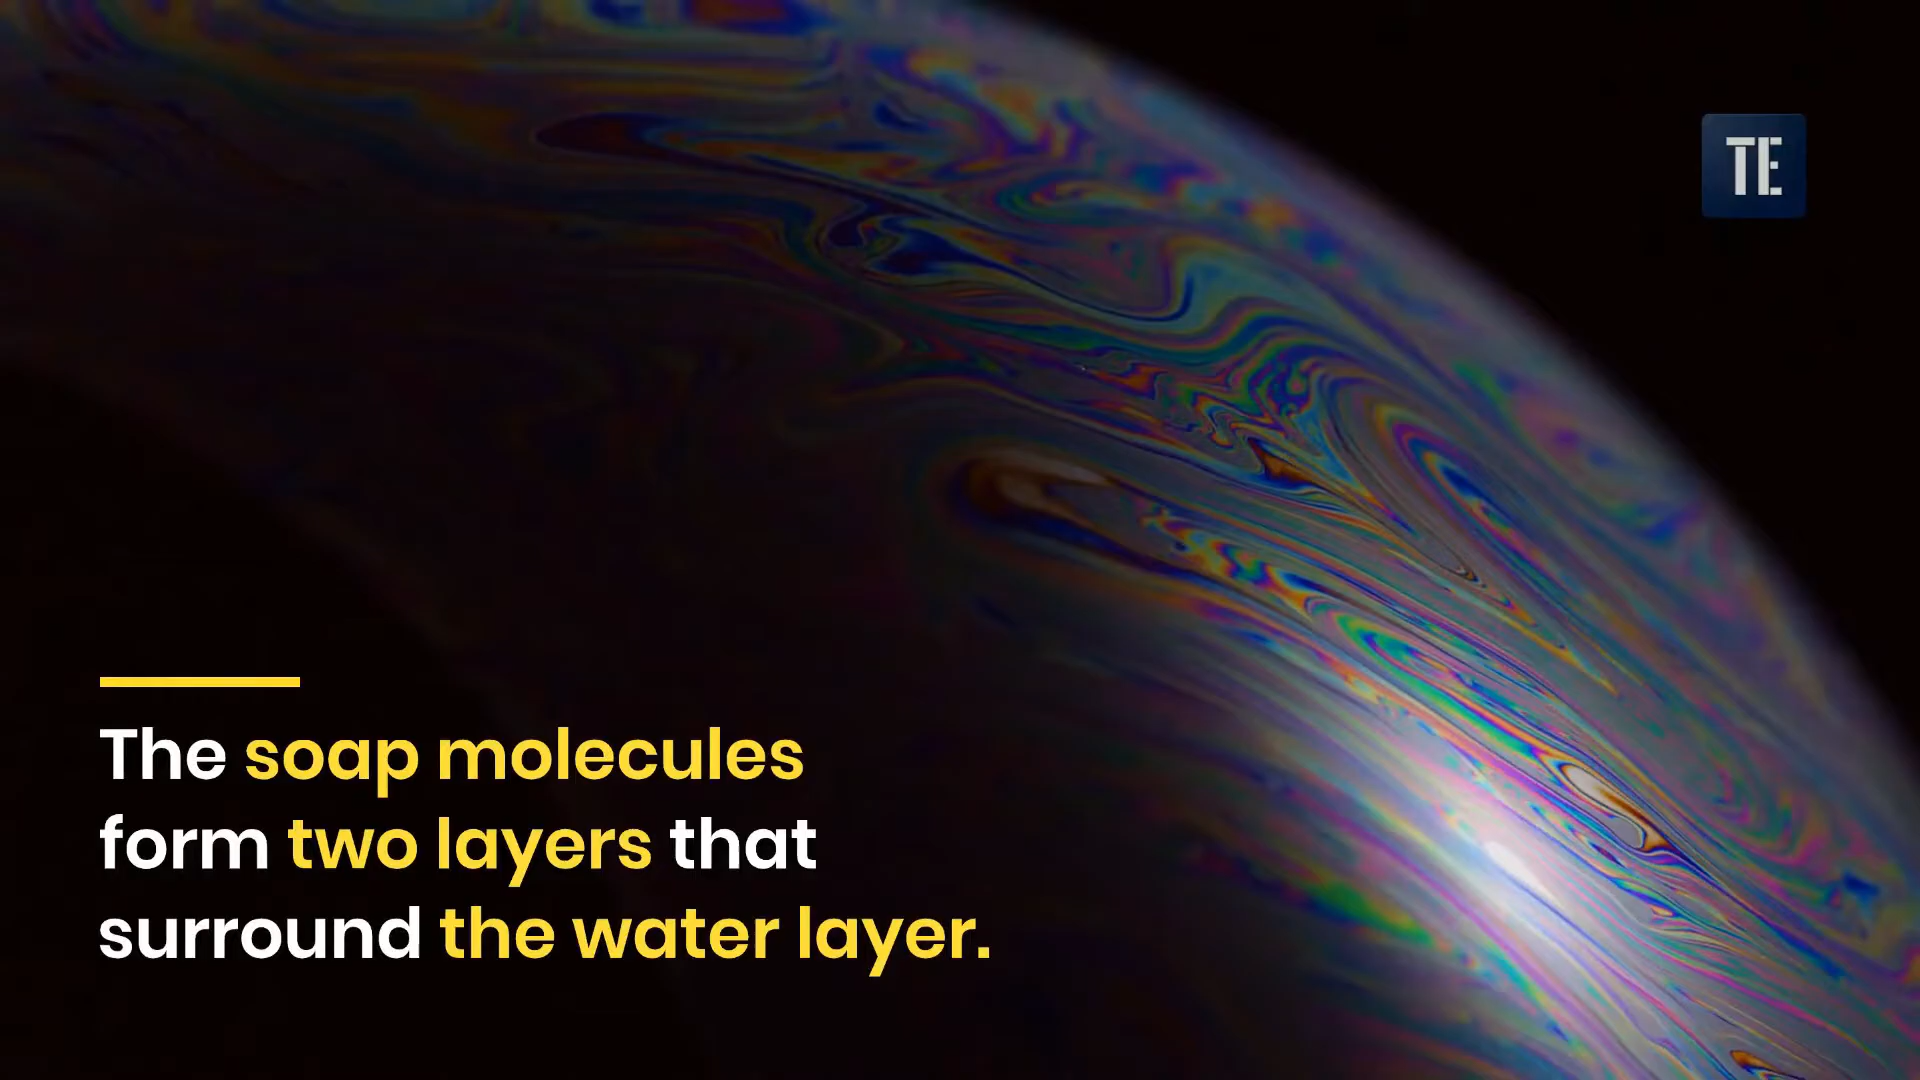 TE
The soap molecules
form two layers that
surround the water layer.